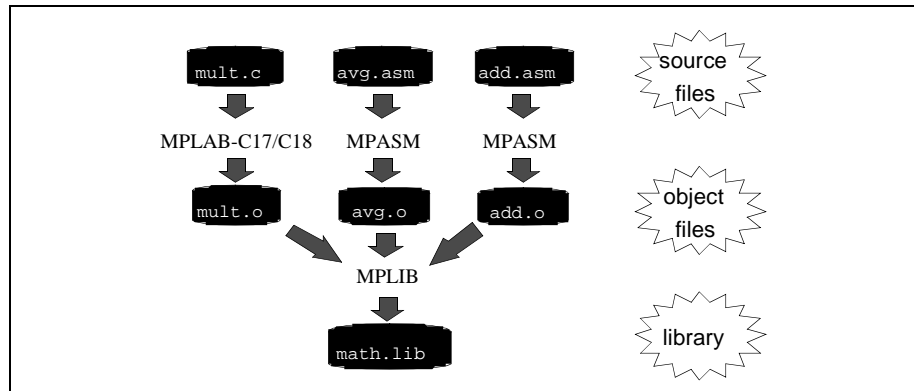 mult.c avg.asm add.asm source
files
MPLAB-C17/C18 MPASM MPASM
mult.o avg.o add.o object
files
MPLIB
math.lib library